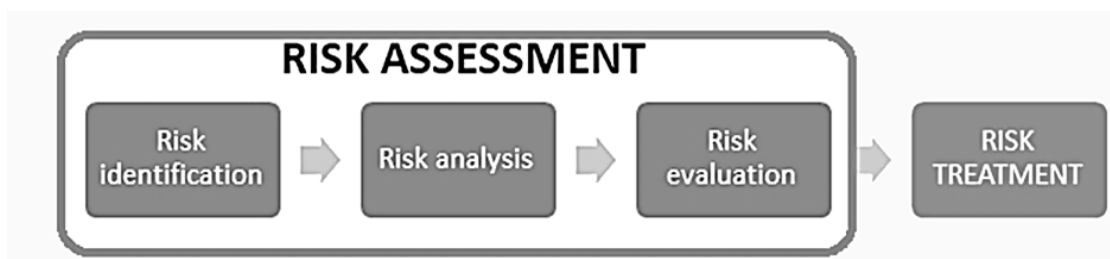 RISK ASSESSMENT
Risk
identification
Risk analysis
Risk
evaluation
RISK
TREATMENT